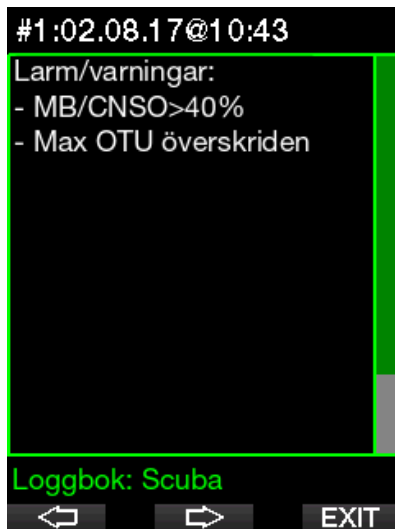 #1:02.08.17@10:43
Larm/varningar:
- MB/CNSO>40%
- Max OTU överskriden
Loggbok: Scuba
EXIT